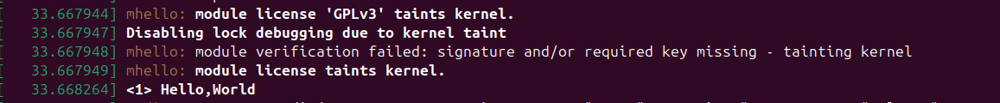 [   33.667944] mhello: module license 'GPLv3' taints kernel.
[   33.667947] Disabling lock debugging due to kernel taint
[   33.667948] mhello: module verification failed: signature and/or required key missing - tainting kernel
[   33.667949] mhello: module license taints kernel.
[   33.668264] <1> Hello,World